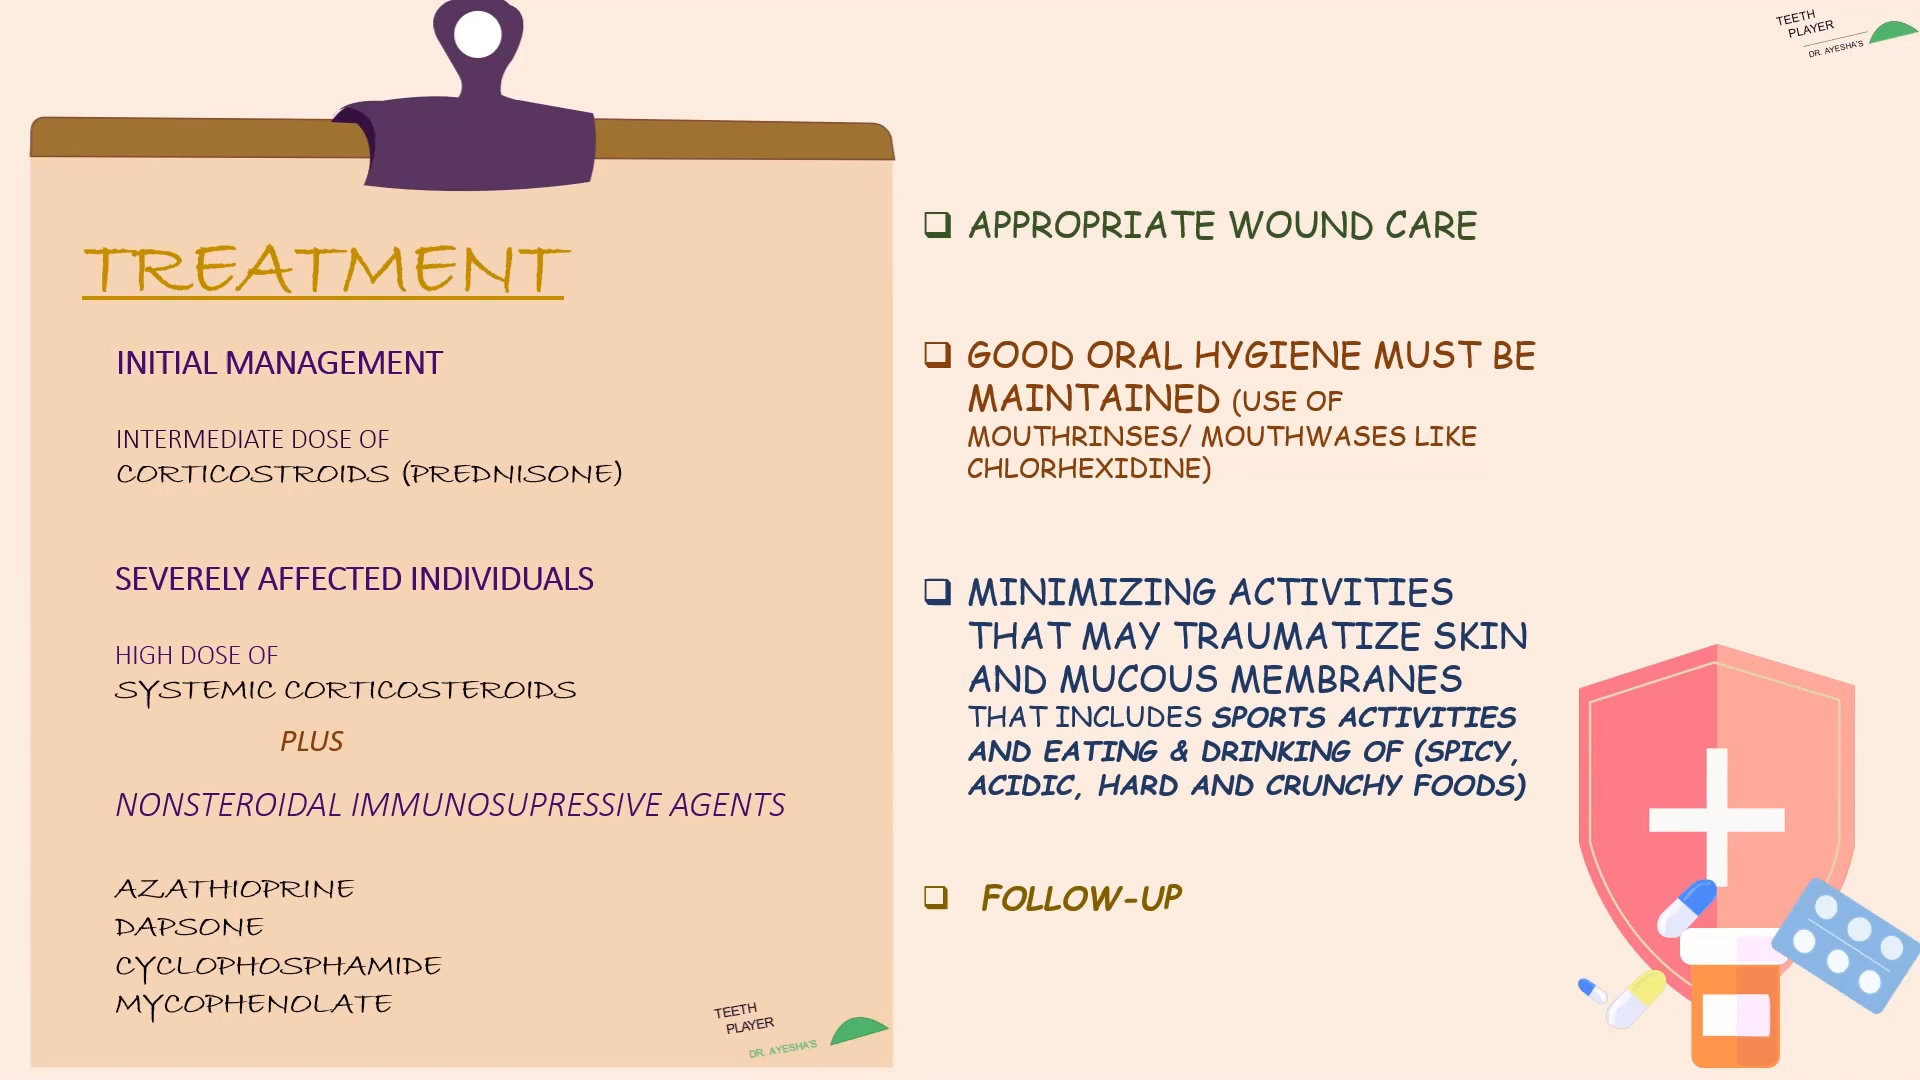 TEETH
PLAYER
DR. AYESHA'S
TREATMENT
INITIAL MANAGEMENT
INTERMEDIATE DOSE OF
CORTICOSTROIDS (PREDNISONE)
SEVERELY AFFECTED INDIVIDUALS
HIGH DOSE OF
SYSTEMIC CORTICOSTEROIDS
PLUS
NONSTEROIDAL IMMUNOSUPRESSIVE AGENTS
AZATHIOPRINE
DAPSONE
CYCLOPHOSPHAMIDE
MYCOPHENOLATE
TEETH
PLAYER
DR. AYESHA'S
❑ APPROPRIATE WOUND CARE
❑ GOOD ORAL HYGIENE MUST BE
MAINTAINED (USE OF
MOUTHRINSES/ MOUTHWASES LIKE
CHLORHEXIDINE)
❑ MINIMIZING ACTIVITIES
THAT MAY TRAUMATIZE SKIN
AND MUCOUS MEMBRANES
THAT INCLUDES SPORTS ACTIVITIES
AND EATING & DRINKING OF (SPICY,
ACIDIC, HARD AND CRUNCHY FOODS)
❑ FOLLOW-UP